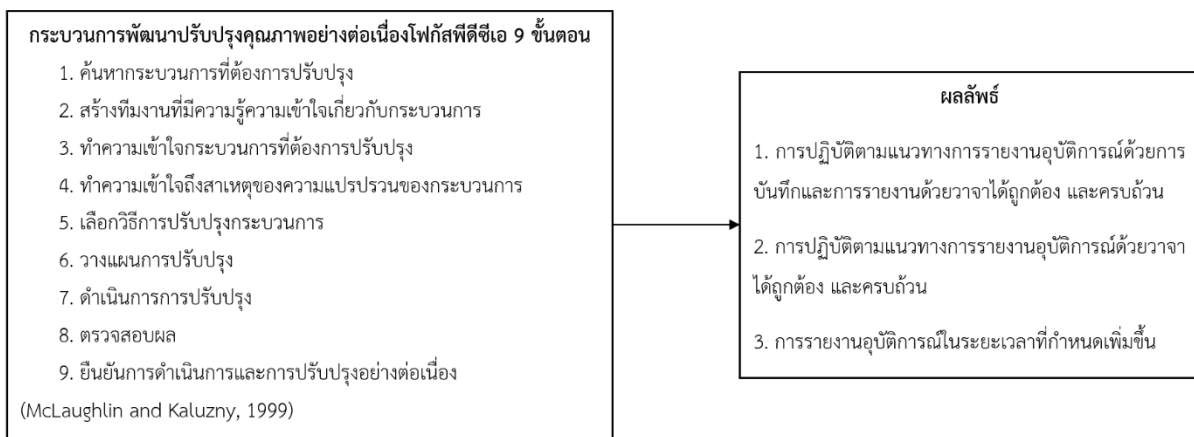 กระบวนการพัฒนาปรับปรุงคุณภาพอย่างต่อเนื่องโฟกัสพีดีซีเอ 9 ขั้นตอน
1. ค้นหากระบวนการที่ต้องการปรับปรุง
2. สร้างทีมงานที่มีความรู้ความเข้าใจเกี่ยวกับกระบวนการ
3. ทำความเข้าใจกระบวนการที่ต้องการปรับปรุง
4. ทำความเข้าใจถึงสาเหตุของความแปรปรวนของกระบวนการ
5. เลือกวิธีการปรับปรุงกระบวนการ
6. วางแผนการปรับปรุง
7. ดำเนินการการปรับปรุง
8. ตรวจสอบผล
9. ยืนยันการดำเนินการและการปรับปรุงอย่างต่อเนื่อง
(McLaughlin and Kaluzny, 1999)
ผลลัพธ์
1. การปฏิบัติตามแนวทางการรายงานอุบัติการณ์ด้วยการ
บันทึกและการรายงานด้วยวาจาได้ถูกต้อง และครบถ้วน
2. การปฏิบัติตามแนวทางการรายงานอุบัติการณ์ด้วยวาจา
ได้ถูกต้อง และครบถ้วน
3. การรายงานอุบัติการณ์ในระยะเวลาที่กำหนดเพิ่มขึ้น